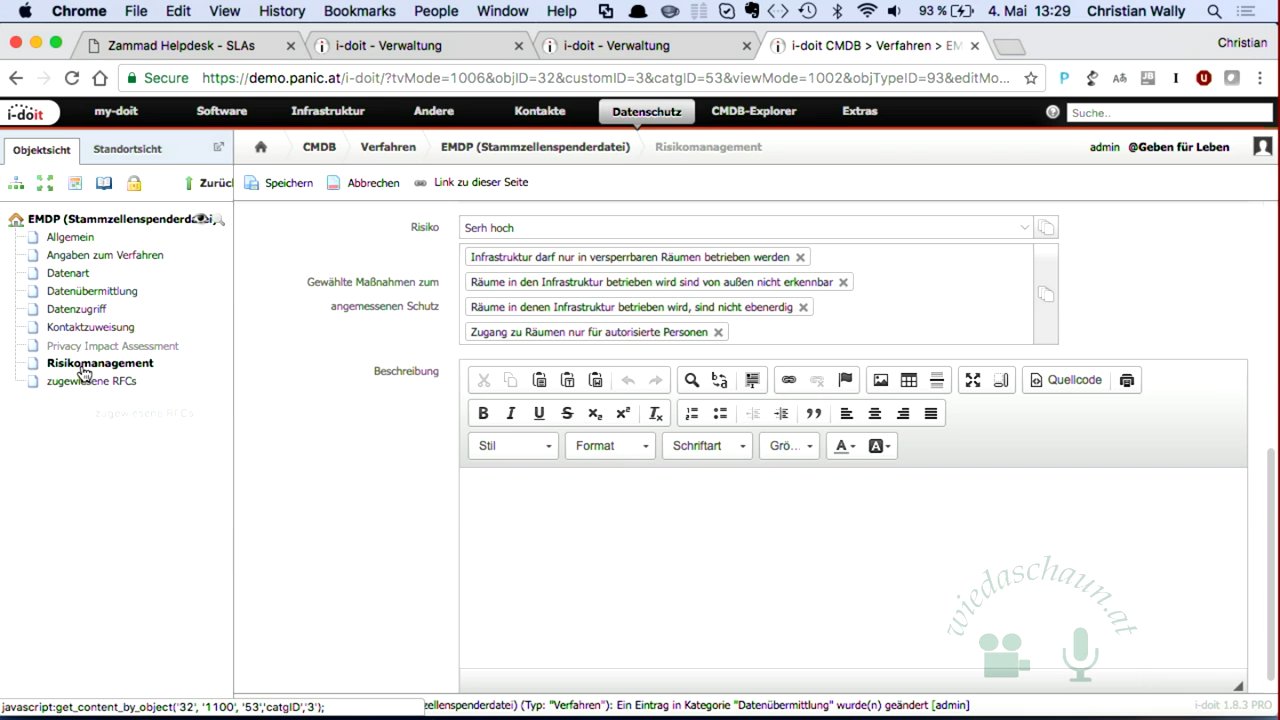 Chrome File Edit View History Bookmarks People Window Help 93 % 4. Mai 13:29 Christian Wally
Zammad Helpdesk - SLAs i-doit - Verwaltung i-doit - Verwaltung i-doit CMDB > Verfahren > EM Christian
Secure https://demo.panic.at/i-doit/?tvMode=1006&objID=32&customID=3&catgID=53&viewMode=1002&objTypeID=93&editMo...
i-doit my-doit Software Infrastruktur Andere Kontakte Datenschutz CMDB-Explorer Extras Suche..
Objektsicht Standortsicht CMDB Verfahren EMDP (Stammzellenspenderdatei) Risikomanagement admin @Geben für Leben
Zurück Speichern Abbrechen Link zu dieser Seite
EMDP (Stammzellenspenderdatei)
Allgemein
Angaben zum Verfahren
Datenart
Datenübermittlung
Datenzugriff
Kontaktzuweisung
Privacy Impact Assessment
Risikomanagement
zugewiesene RFCs
zugewiesene RFCs
Risiko Serh hoch
Gewählte Maßnahmen zum
angemessenen Schutz
Infrastruktur darf nur in versperrbaren Räumen betrieben werden
Räume in den Infrastruktur betrieben wird sind von außen nicht erkennbar
Räume in denen Infrastruktur betrieben wird, sind nicht ebenerdig
Zugang zu Räumen nur für autorisierte Personen
Beschreibung
Quellcode
Stil Format Schriftart Grö...
wiedaschaun.at
javascript:get_content_by_object('32', '1100', '53','catgID','3'); zellenspenderdatei) (Typ: "Verfahren"): Ein Eintrag in Kategorie "Datenübermittlung" wurde(n) geändert [admin] i-doit 1.8.3 PRO